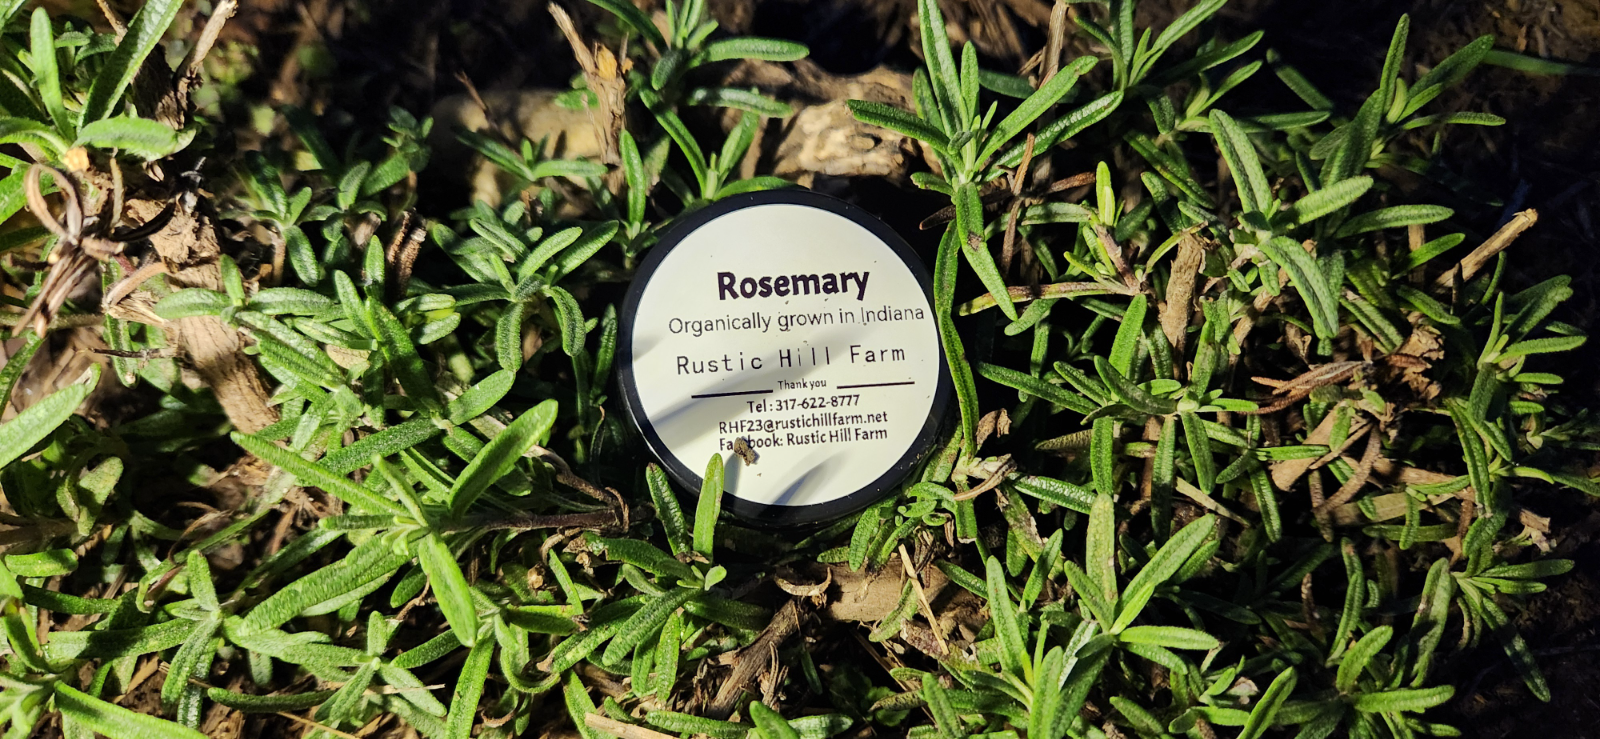 Rosemary
Organically grown in Indiana
Rustic Hill Farm
Thank you
Tel : 317-622-8777
RHF23@rustichillfarm.net
Facebook: Rustic Hill Farm